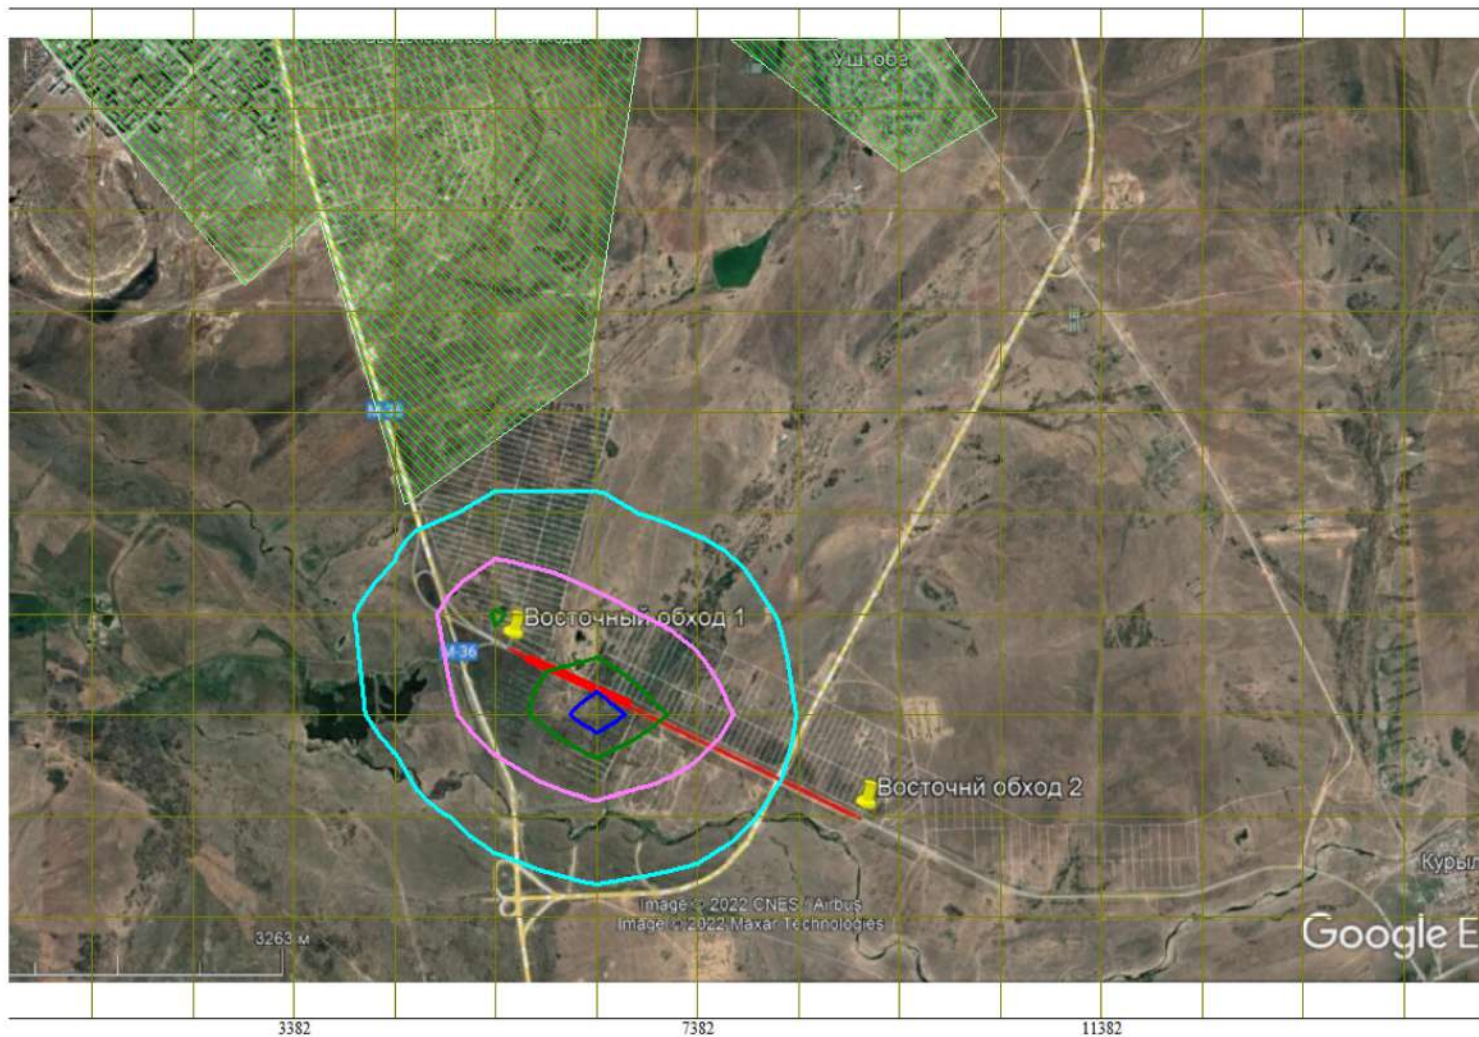 Уштобе
М-36
Восточный обход 1
Восточнй обход 2
Курыл
Image © 2022 CNES / Airbus
Image © 2022 Maxar Technologies
3263 м
Google E
3382
7382
11382